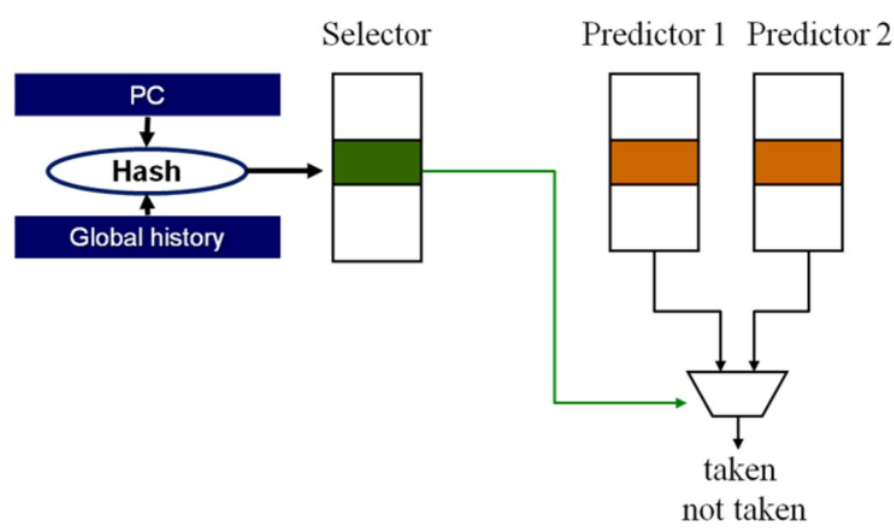 Selector
Predictor 1
Predictor 2
PC
Hash
Global history
taken
not taken